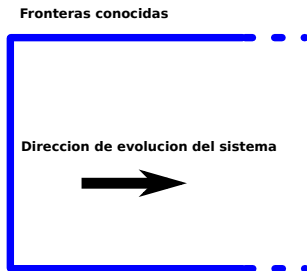 Fronteras conocidas
Direccion de evolucion del sistema